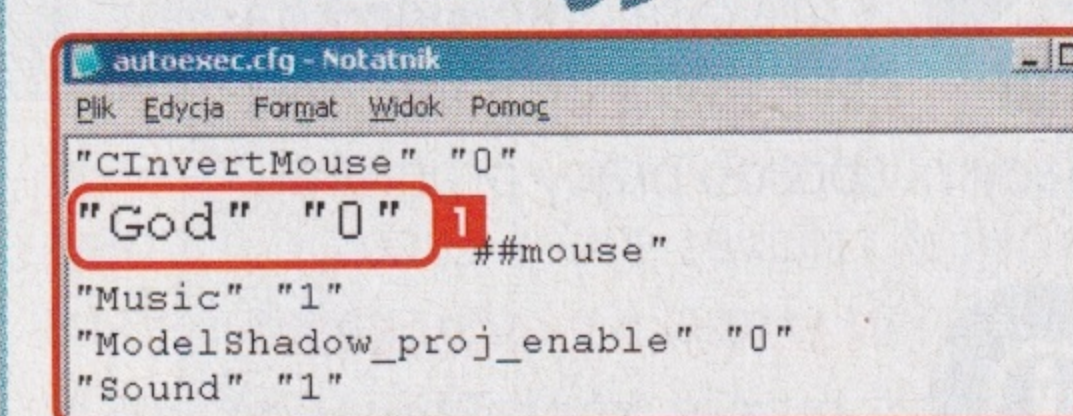 autoexec.cfg - Notatnik
Plik Edycja Format Widok Pomoc
"CInvertMouse" "0"
"God" "0" 1
##mouse"
"Music" "1"
"ModelShadow_proj_enable" "0"
"Sound" "1"